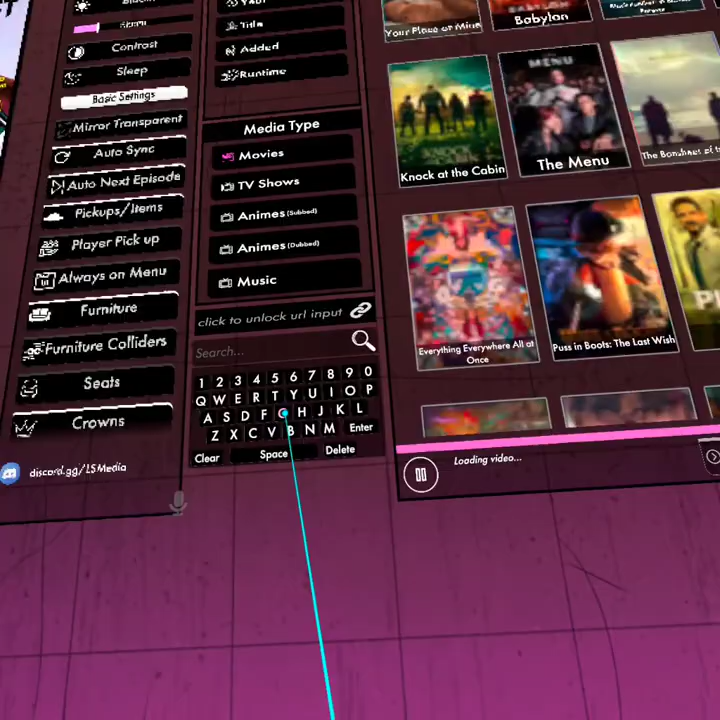 Contrast
Sleep
Basic Settings
Mirror Transparent
Auto Sync
Auto Next Episode
Pickups/Items
Player Pick up
Always on Menu
Furniture
Furniture Colliders
Seats
Crowns
discord.gg/LSMedia
Title
Added
Runtime
Media Type
Movies
TV Shows
Animes (Subbed)
Animes (Dubbed)
Music
click to unlock url input
Search...
1 2 3 4 5 6 7 8 9 0
Q W E R T Y U I O P
A S D F G H J K L
Z X C V B N M Enter
Clear Space Delete
Your Place or Mine
Babylon
Knock at the Cabin
MENU
The Menu
The Banshees of
Everything Everywhere All at
Once
Puss in Boots: The Last Wish
Loading video...